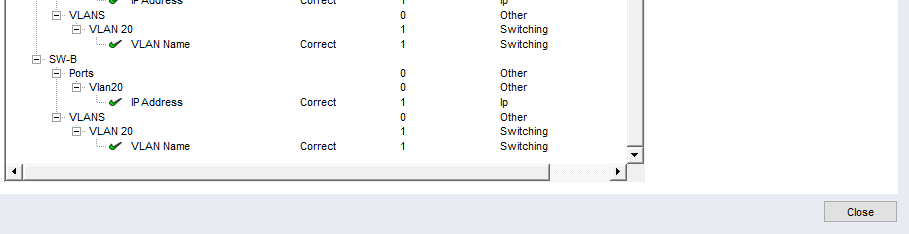 IP Address Correct 1 Ip
VLANS 0 Other
VLAN 20 1 Switching
VLAN Name Correct 1 Switching
SW-B
Ports 0 Other
Vlan20 0 Other
IP Address Correct 1 Ip
VLANS 0 Other
VLAN 20 1 Switching
VLAN Name Correct 1 Switching
Close